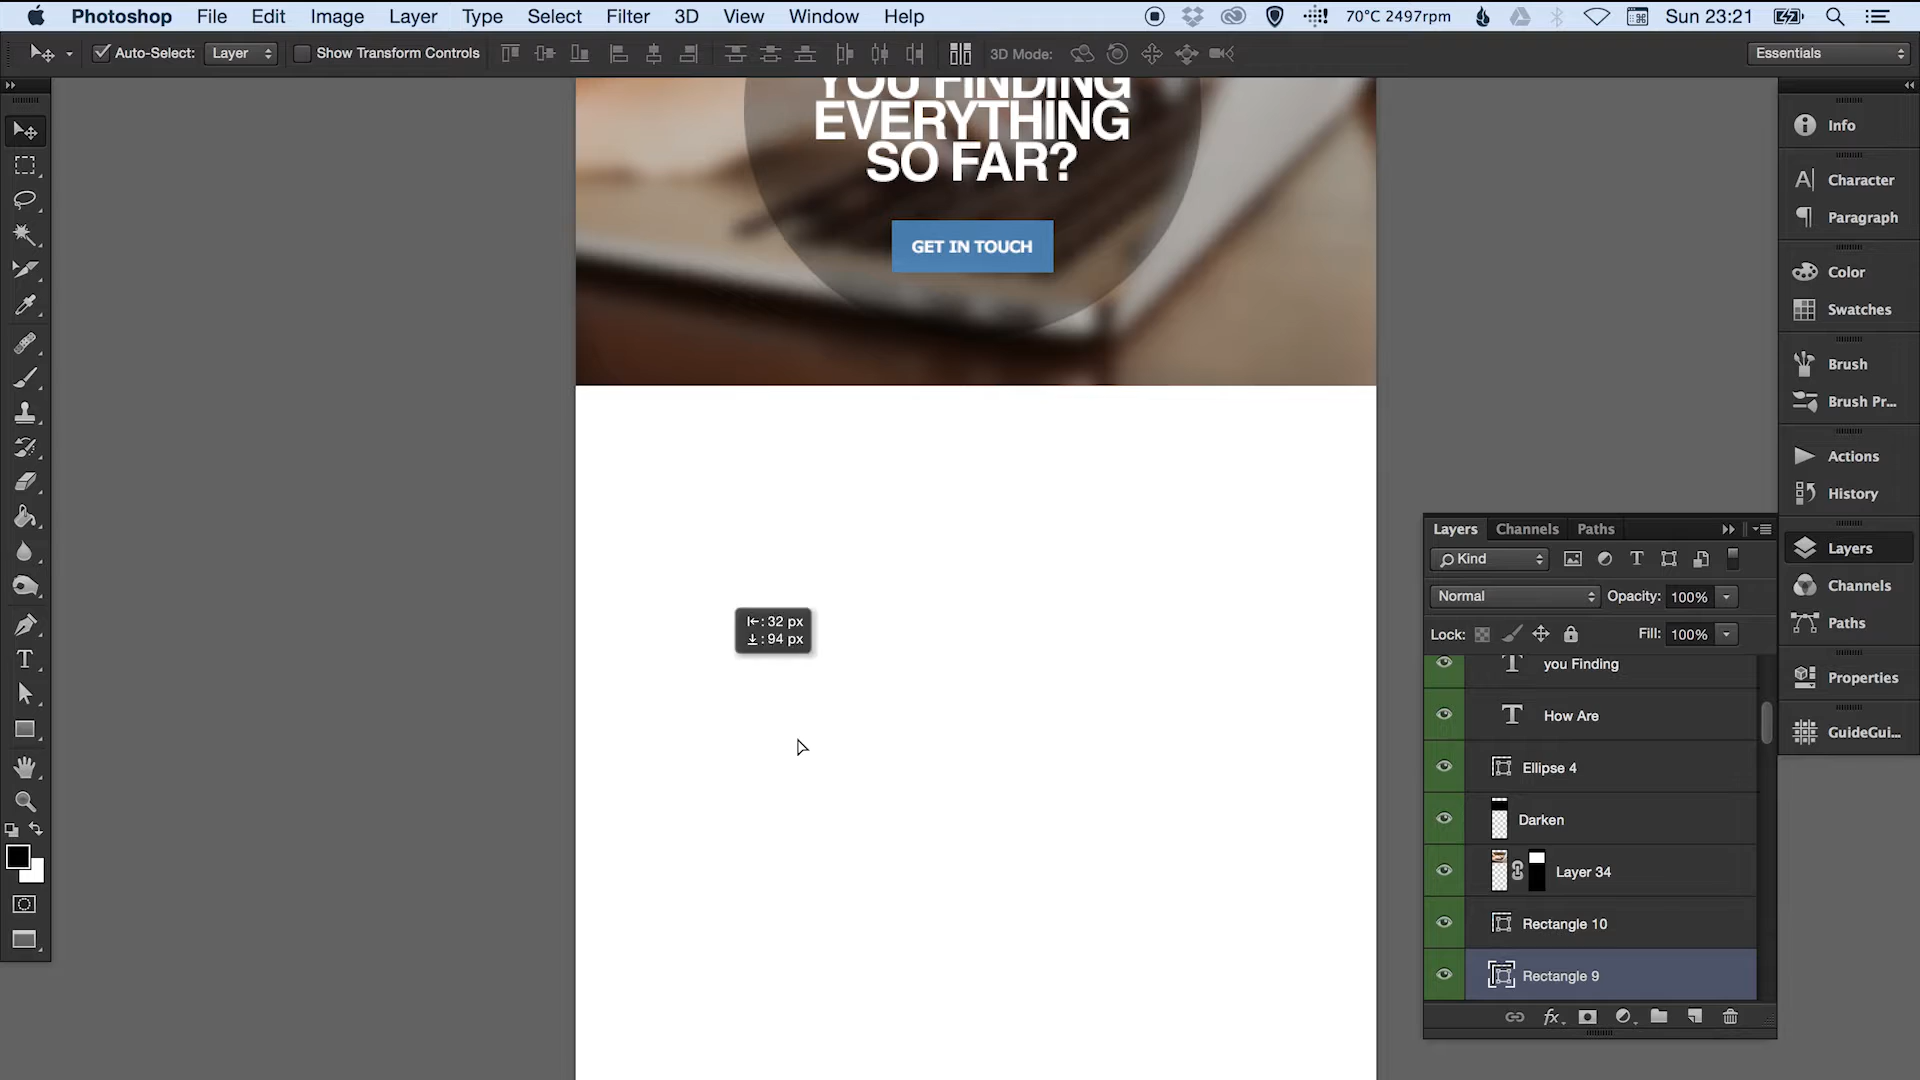 Photoshop File Edit Image Layer Type Select Filter 3D View Window Help 70°C 2497rpm Sun 23:21
Auto-Select: Layer Show Transform Controls 3D Mode: Essentials
YOU FINDING
EVERYTHING
SO FAR?
GET IN TOUCH
32 px
94 px
Info
Character
Paragraph
Color
Swatches
Brush
Brush Pr...
Actions
History
Layers
Channels
Paths
Properties
GuideGui...
Layers Channels Paths
Kind
Normal Opacity: 100%
Lock: Fill: 100%
you Finding
How Are
Ellipse 4
Darken
Layer 34
Rectangle 10
Rectangle 9
fx